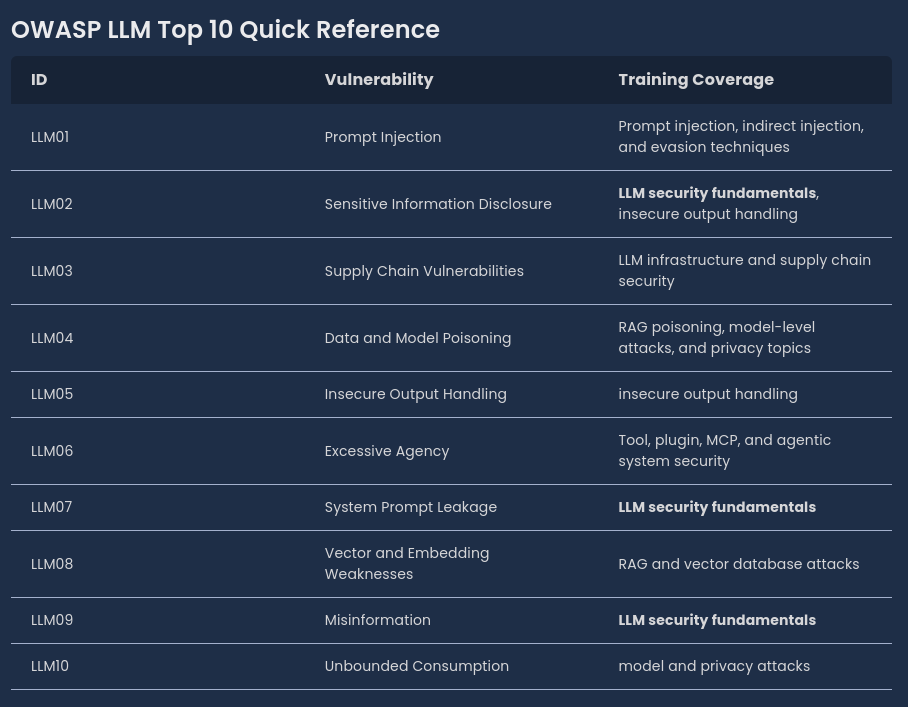 OWASP LLM Top 10 Quick Reference
ID Vulnerability Training Coverage
LLM01 Prompt Injection Prompt injection, indirect injection,
and evasion techniques
LLM02 Sensitive Information Disclosure LLM security fundamentals,
insecure output handling
LLM03 Supply Chain Vulnerabilities LLM infrastructure and supply chain
security
LLM04 Data and Model Poisoning RAG poisoning, model-level
attacks, and privacy topics
LLM05 Insecure Output Handling insecure output handling
LLM06 Excessive Agency Tool, plugin, MCP, and agentic
system security
LLM07 System Prompt Leakage LLM security fundamentals
LLM08 Vector and Embedding
Weaknesses RAG and vector database attacks
LLM09 Misinformation LLM security fundamentals
LLM10 Unbounded Consumption model and privacy attacks